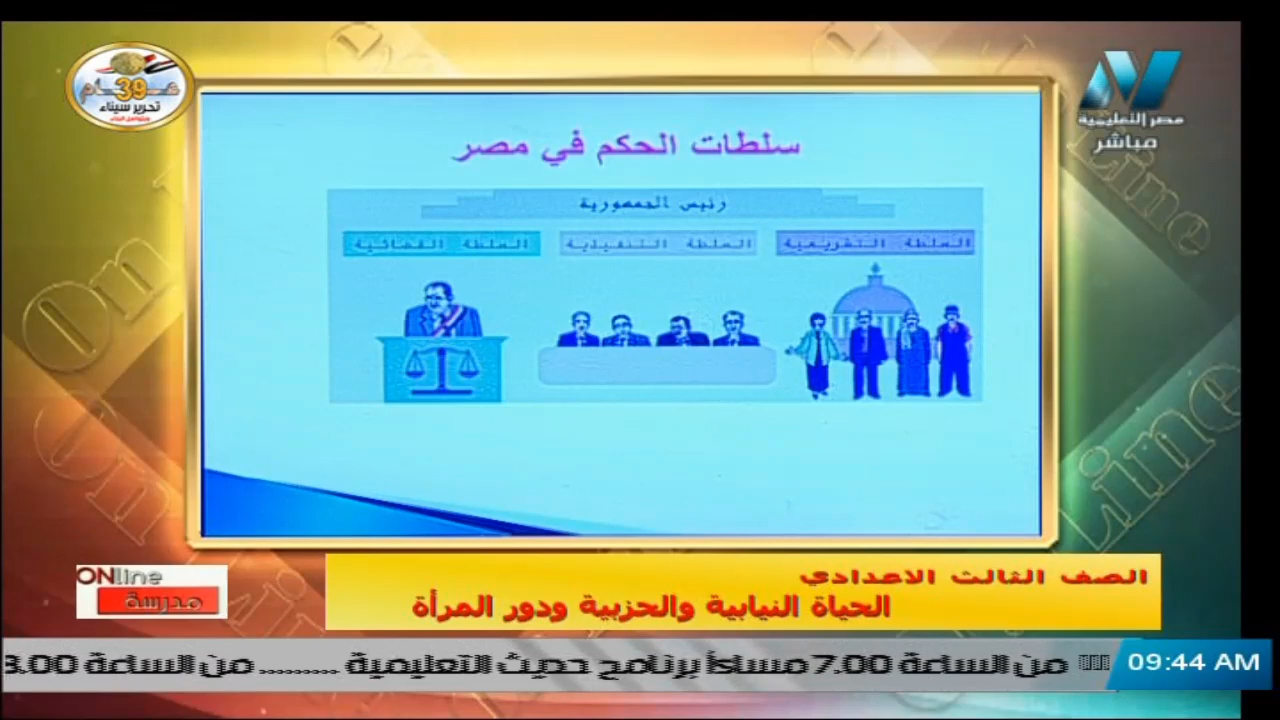 عام 39
تحرير سيناء
مصر التعليمية
مباشر
سلطات الحكم في مصر
رئيس الجمهورية
السلطة التشريعية السلطة التنفيذية السلطة القضائية
ONline
مدرسة
الصف الثالث الاعدادي
الحياة النيابية والحزبية ودور المرأة
من الساعة 7.00 مساءاً برنامج حديث التعليمية ......... من الساعة 3.00
09:44 AM
On Line